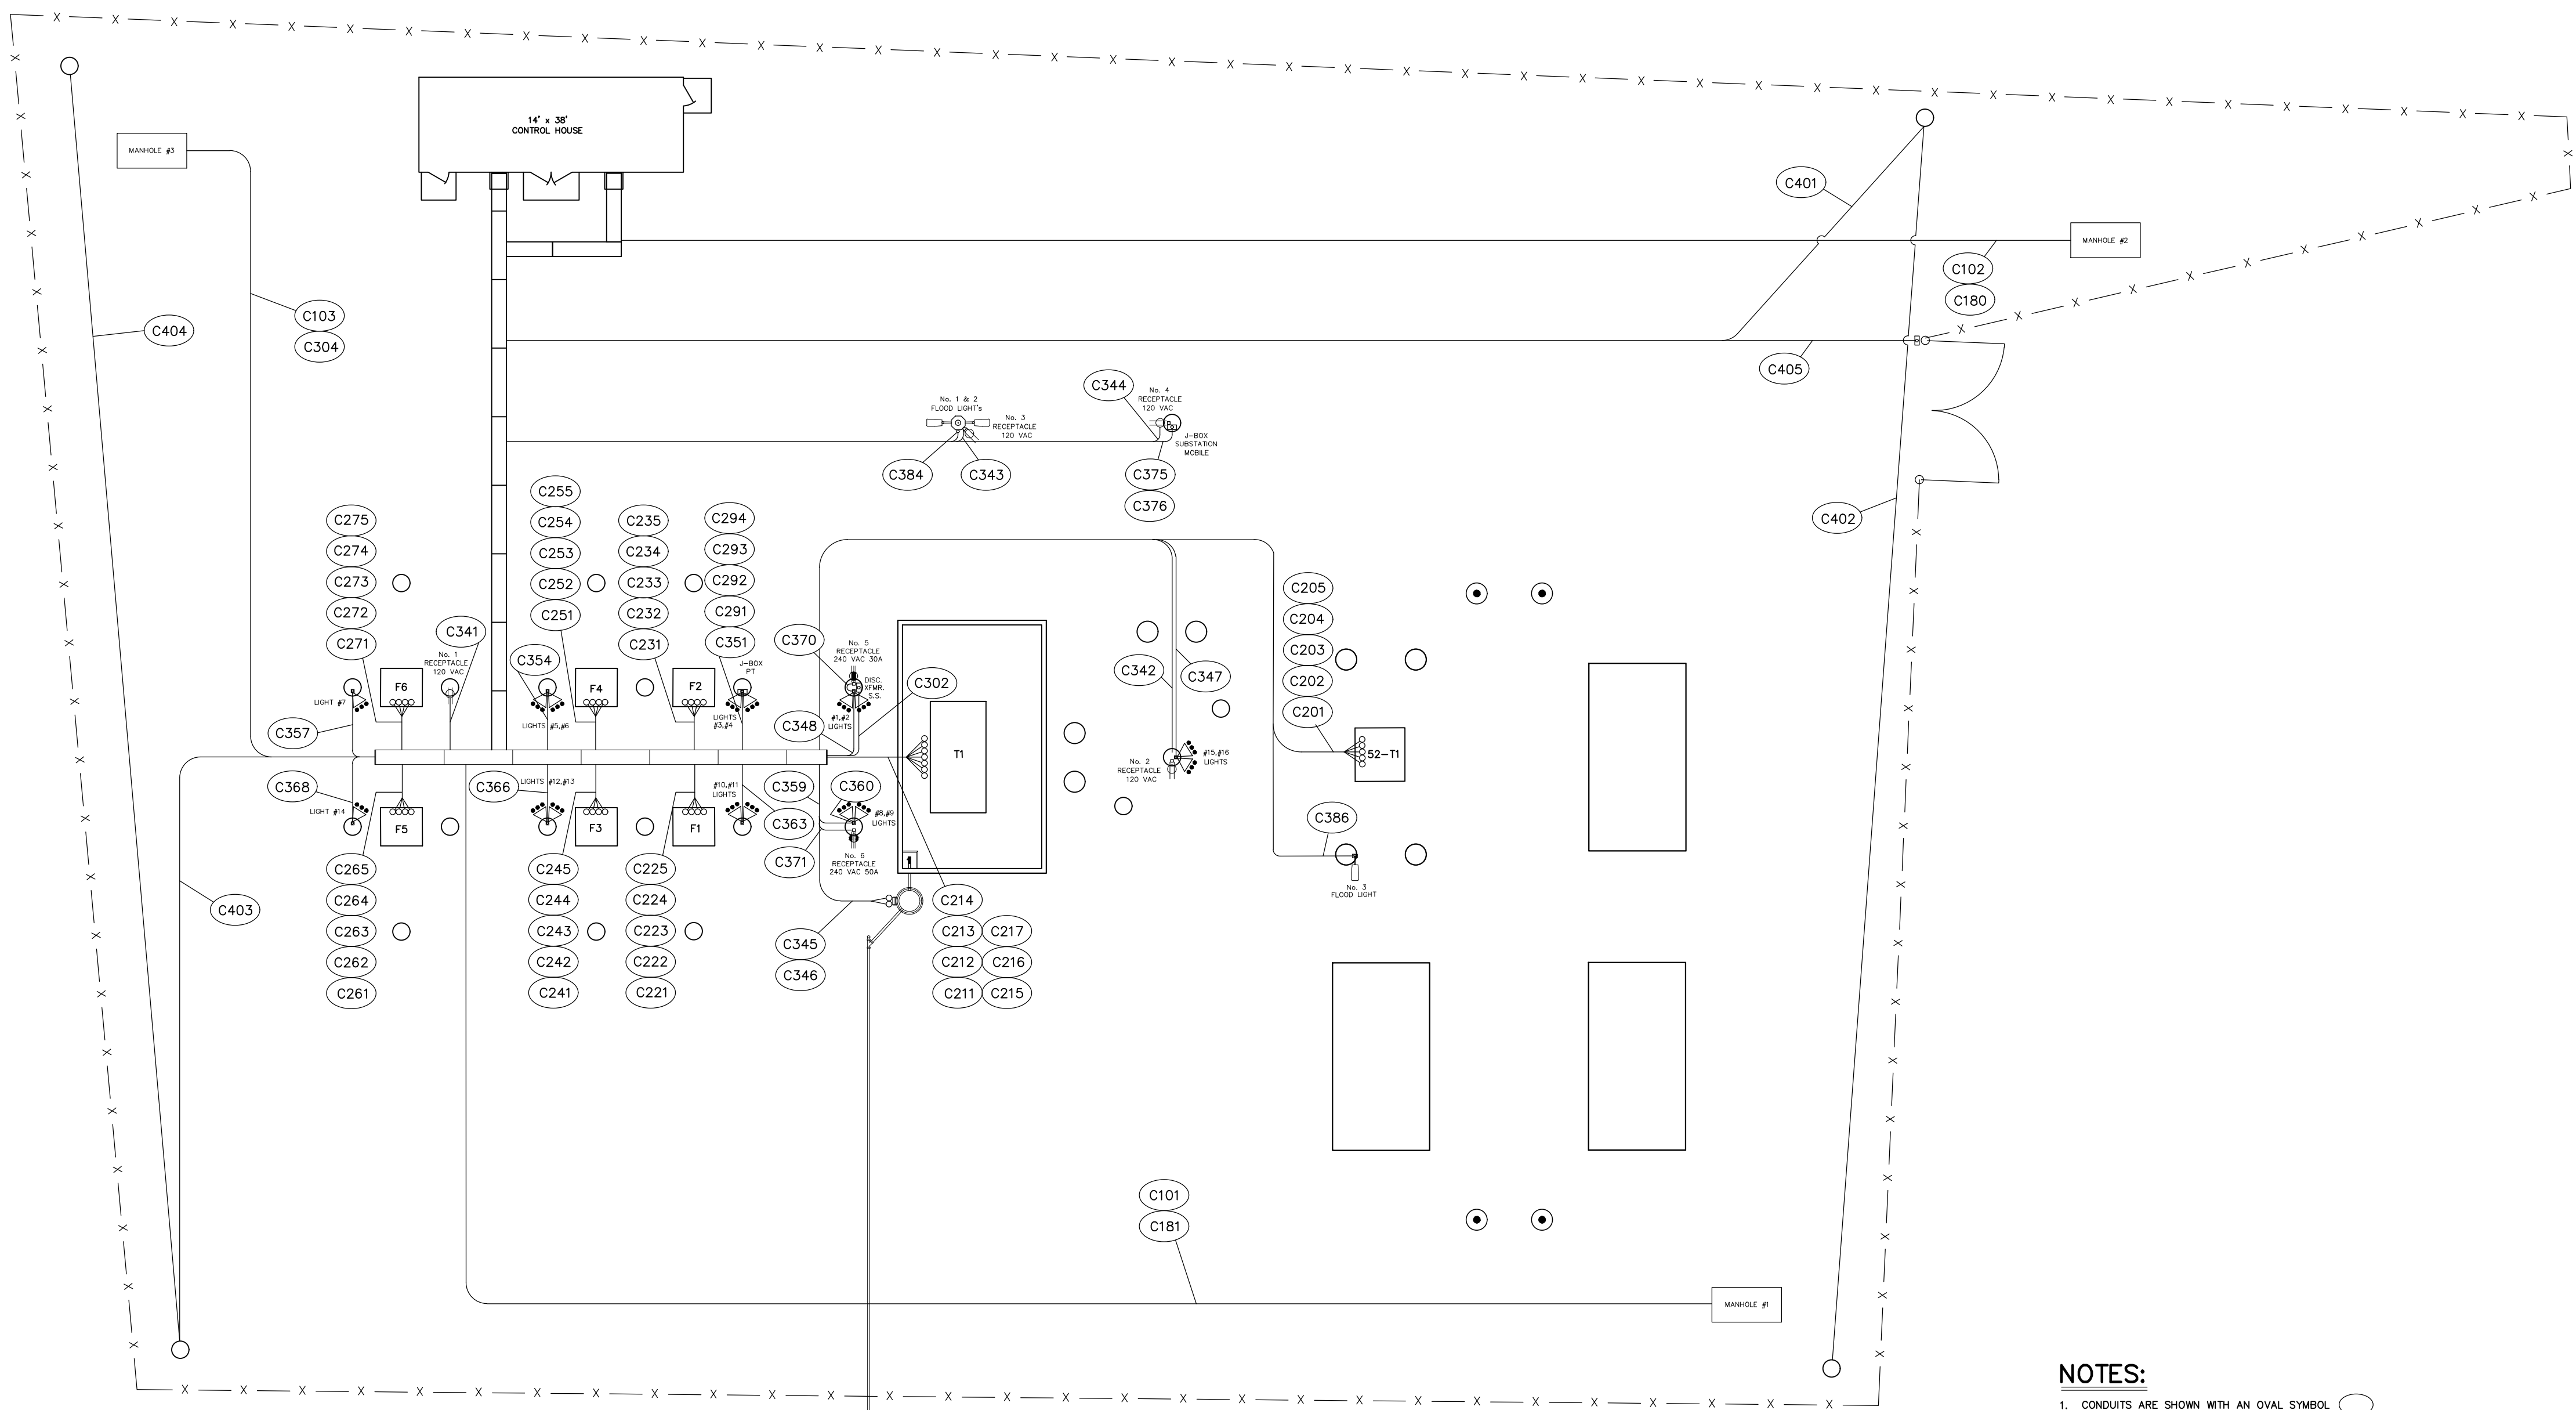 14' x 38'
CONTROL HOUSE
MANHOLE #3
C401
MANHOLE #2
C102
C180
C103
C304
C404
C405
C344
No. 4
RECEPTACLE
120 VAC
J-BOX
SUBSTATION
MOBILE
No. 1 & 2
FLOOD LIGHT's
No. 3
RECEPTACLE
120 VAC
C384
C343
C375
C376
C402
C275
C274
C273
C272
C271
C341
No. 1
RECEPTACLE
120 VAC
C255
C254
C253
C252
C251
C354
C235
C234
C233
C232
C231
C294
C293
C292
C291
C351
J-BOX
PT
C370
No. 5
RECEPTACLE
240 VAC 30A
DISC.
XFMR.
S.S.
C302
C342
C347
C205
C204
C203
C202
C201
LIGHT #7
F6
F4
F2
LIGHTS #5,#6
LIGHTS
#3,#4
#1,#2
LIGHTS
C348
C357
T1
No. 2
RECEPTACLE
120 VAC
#15,#16
LIGHTS
52-T1
C368
LIGHT #14
F5
C366
LIGHTS #12,#13
F3
F1
#10,#11
LIGHTS
C359
C360
C363
#8,#9
LIGHTS
C371
No. 6
RECEPTACLE
240 VAC 50A
C386
No. 3
FLOOD LIGHT
C403
C265
C264
C263
C262
C261
C245
C244
C243
C242
C241
C225
C224
C223
C222
C221
C345
C346
C214
C213
C212
C211
C217
C216
C215
C101
C181
MANHOLE #1
NOTES:
1. CONDUITS ARE SHOWN WITH AN OVAL SYMBOL